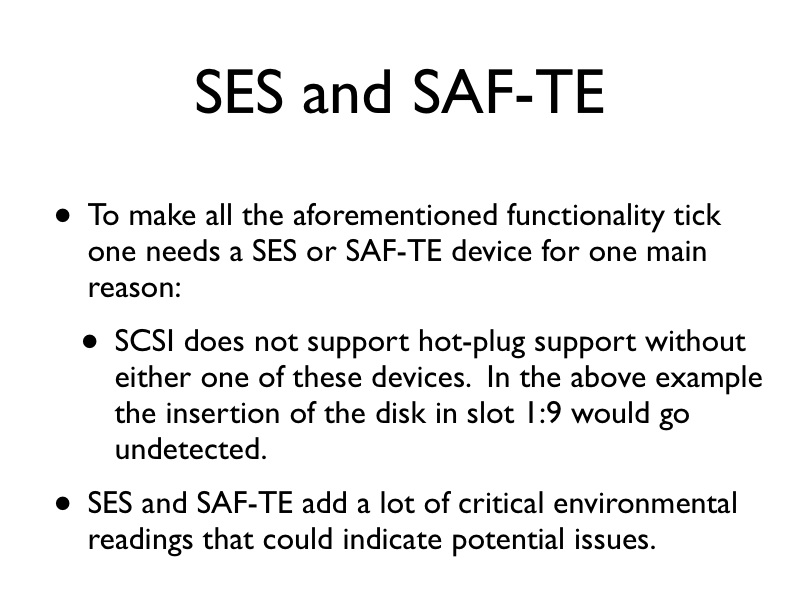 SES and SAF-TE
• To make all the aforementioned functionality tick
one needs a SES or SAF-TE device for one main
reason:
• SCSI does not support hot-plug support without
either one of these devices.  In the above example
the insertion of the disk in slot 1:9 would go
undetected.
• SES and SAF-TE add a lot of critical environmental
readings that could indicate potential issues.